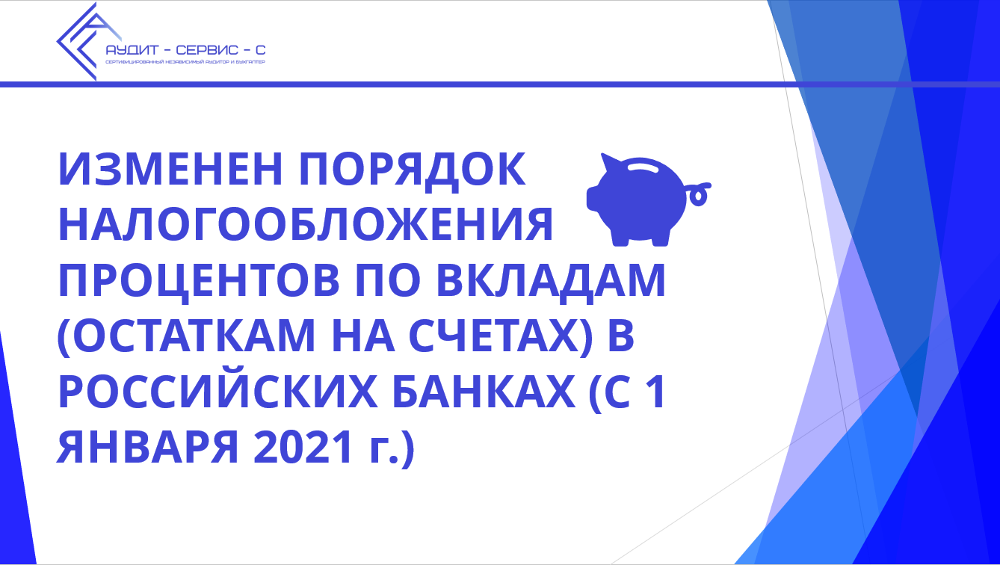 АУДИТ - СЕРВИС - С
СЕРТИФИЦИРОВАННЫЙ НЕЗАВИСИМЫЙ АУДИТОР И БУХГАЛТЕР
ИЗМЕНЕН ПОРЯДОК
НАЛОГООБЛОЖЕНИЯ
ПРОЦЕНТОВ ПО ВКЛАДАМ
(ОСТАТКАМ НА СЧЕТАХ) В
РОССИЙСКИХ БАНКАХ (С 1
ЯНВАРЯ 2021 г.)